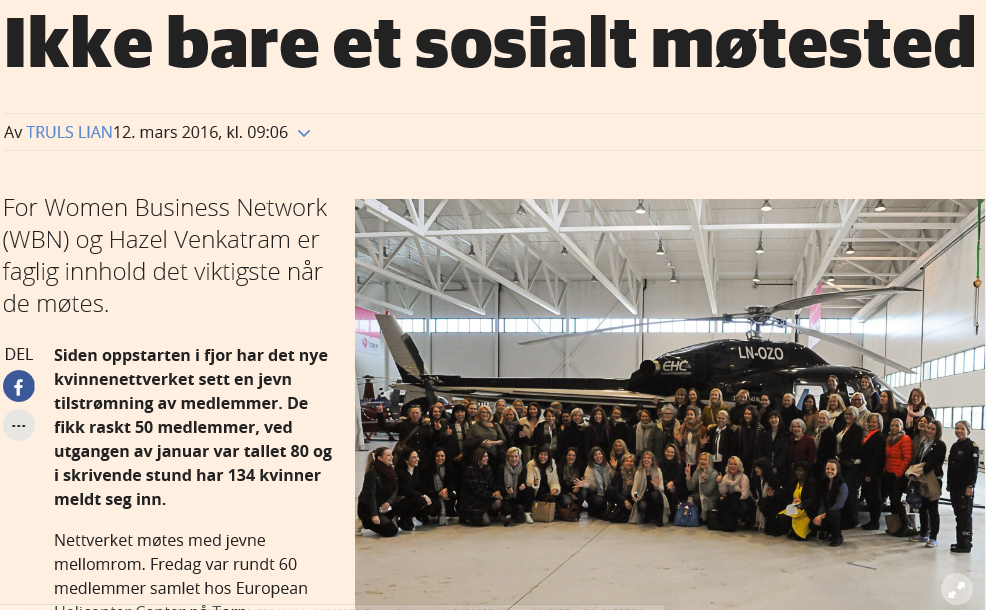 Ikke bare et sosialt møtested
Av TRULS LIAN12. mars 2016, kl. 09:06
For Women Business Network
(WBN) og Hazel Venkatram er
faglig innhold det viktigste når
de møtes.
DEL
Siden oppstarten i fjor har det nye
kvinnenettverket sett en jevn
tilstrømning av medlemmer. De
fikk raskt 50 medlemmer, ved
utgangen av januar var tallet 80 og
i skrivende stund har 134 kvinner
meldt seg inn.
Nettverket møtes med jevne
mellomrom. Fredag var rundt 60
medlemmer samlet hos European
LN-OZO
EHC